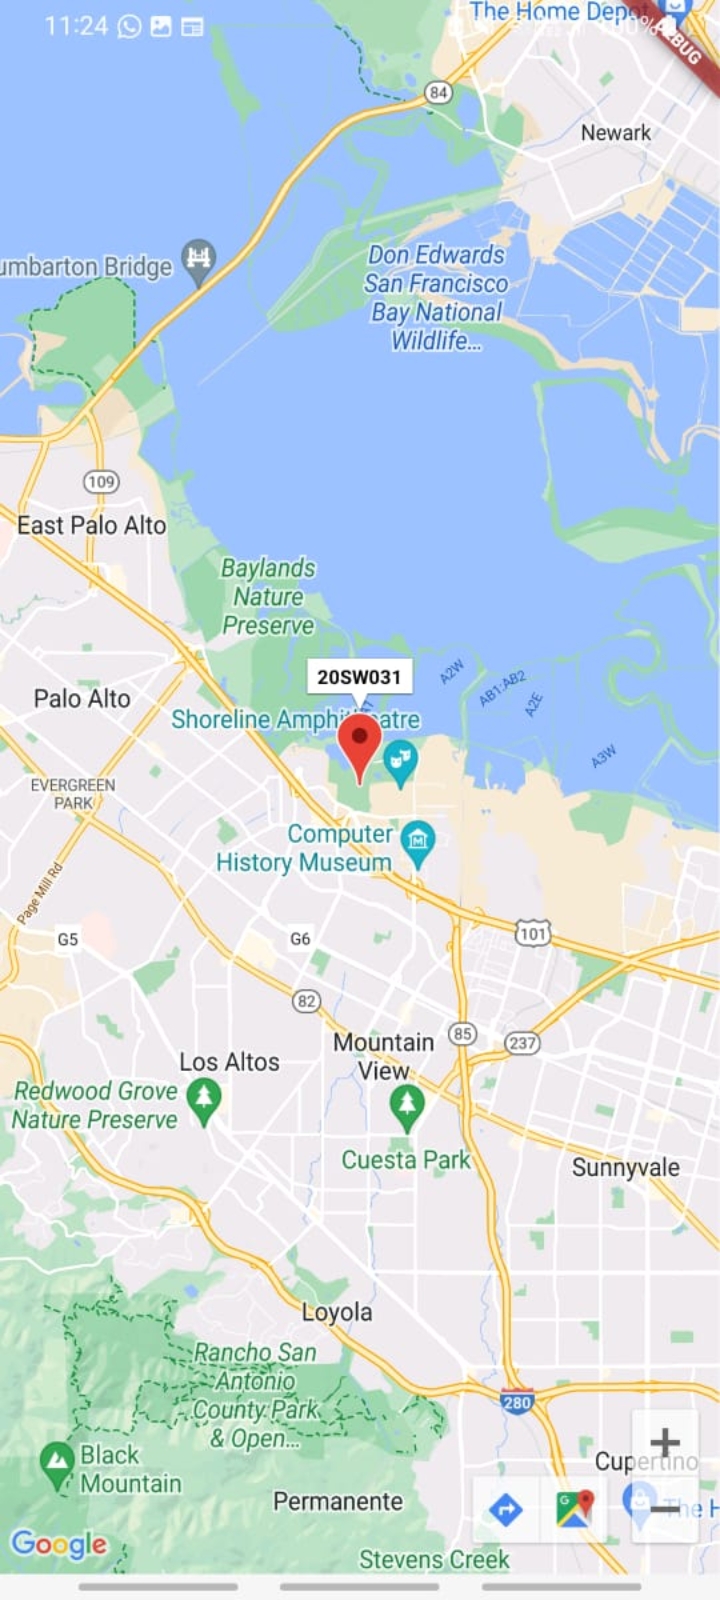 The Home Depot
11:24
DEBUG
84
Newark
Don Edwards
San Francisco
Bay National
Wildlife...
umbarton Bridge
109
East Palo Alto
Baylands
Nature
Preserve
20SW031
A2W
AB1;AB2
A2E
A3W
Palo Alto
Shoreline Amphitheatre
EVERGREEN
PARK
Computer
History Museum
Page Mill Rd
G5
G6
101
82
85
237
Mountain
View
Los Altos
Redwood Grove
Nature Preserve
Cuesta Park
Sunnyvale
Loyola
Rancho San
Antonio
County Park
& Open...
280
Black
Mountain
Cupertino
Permanente
G
The H
Google
Stevens Creek